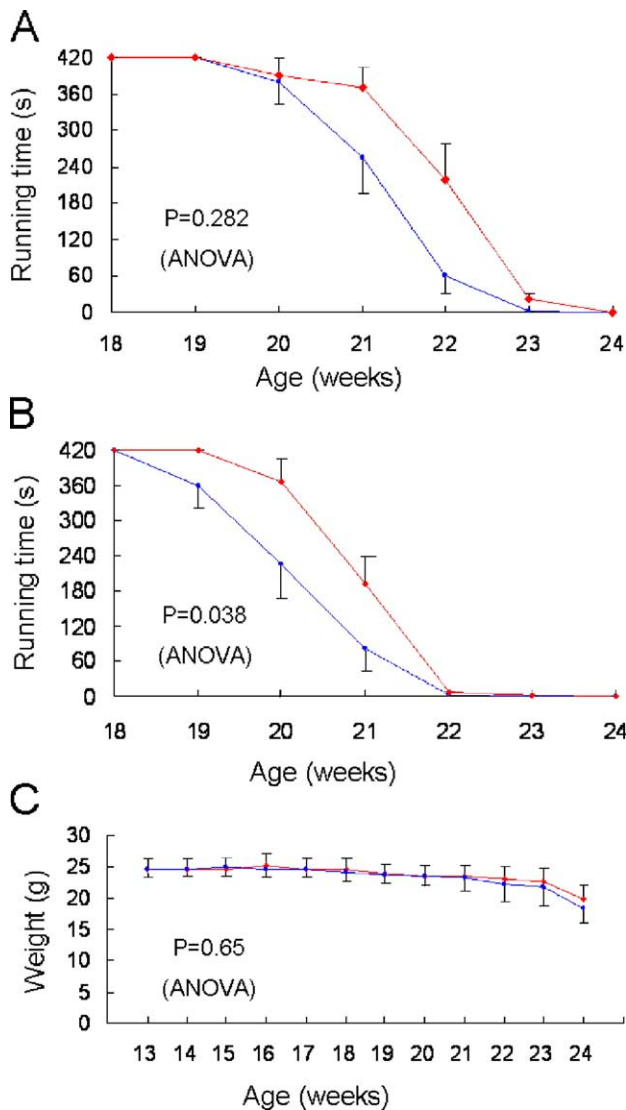 A
Running time (s)
420
360
300
240
180
120
60
0
P=0.282
(ANOVA)
18 19 20 21 22 23 24
Age (weeks)
B
Running time (s)
420
360
300
240
180
120
60
0
P=0.038
(ANOVA)
18 19 20 21 22 23 24
Age (weeks)
C
Weight (g)
30
25
20
15
10
5
0
P=0.65
(ANOVA)
13 14 15 16 17 18 19 20 21 22 23 24
Age (weeks)